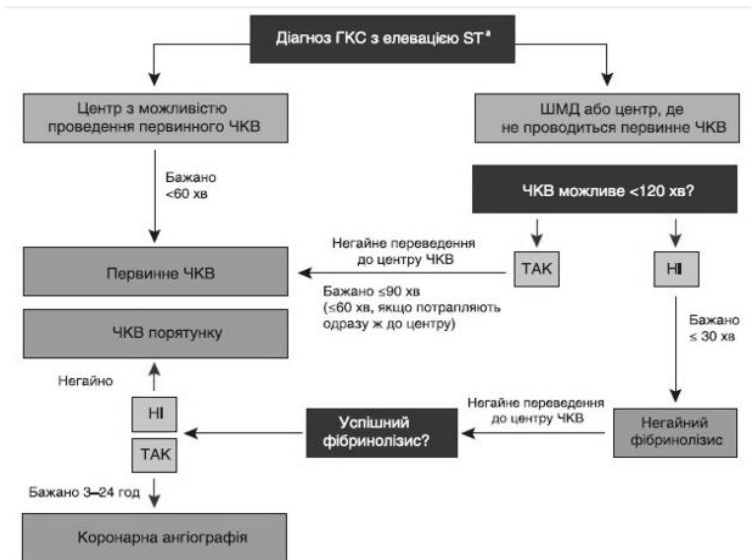 Діагноз ГКС з елевацією STª
Центр з можливістю
проведення первинного ЧКВ
ШМД або центр, де
не проводиться первинне ЧКВ
Бажано
<60 хв
ЧКВ можливе <120 хв?
Негайне переведення
до центру ЧКВ
ТАК
НІ
Первинне ЧКВ
Бажано ≤90 хв
(≤60 хв, якщо потрапляють
одразу ж до центру)
Бажано
≤ 30 хв
ЧКВ порятунку
Негайно
НІ
ТАК
Успішний
фібринолізис?
Негайне переведення
до центру ЧКВ
Негайний
фібринолізис
Бажано 3–24 год
Коронарна ангіографія